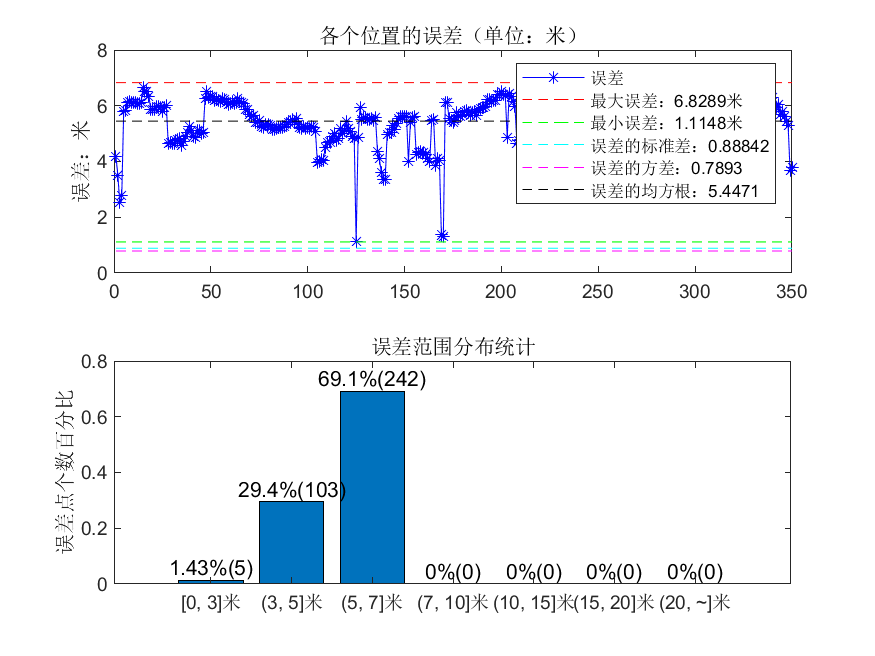 各个位置的误差（单位：米）
8
6
4
2
0
误差：米
0 50 100 150 200 250 300 350
误差
最大误差：6.8289米
最小误差：1.1148米
误差的标准差：0.88842
误差的方差：0.7893
误差的均方根：5.4471
误差范围分布统计
0.8
0.6
0.4
0.2
0
误差点个数百分比
1.43%(5)
29.4%(103)
69.1%(242)
0%(0)
0%(0)
0%(0)
0%(0)
[0, 3]米 (3, 5]米 (5, 7]米 (7, 10]米 (10, 15]米 (15, 20]米 (20, ~]米